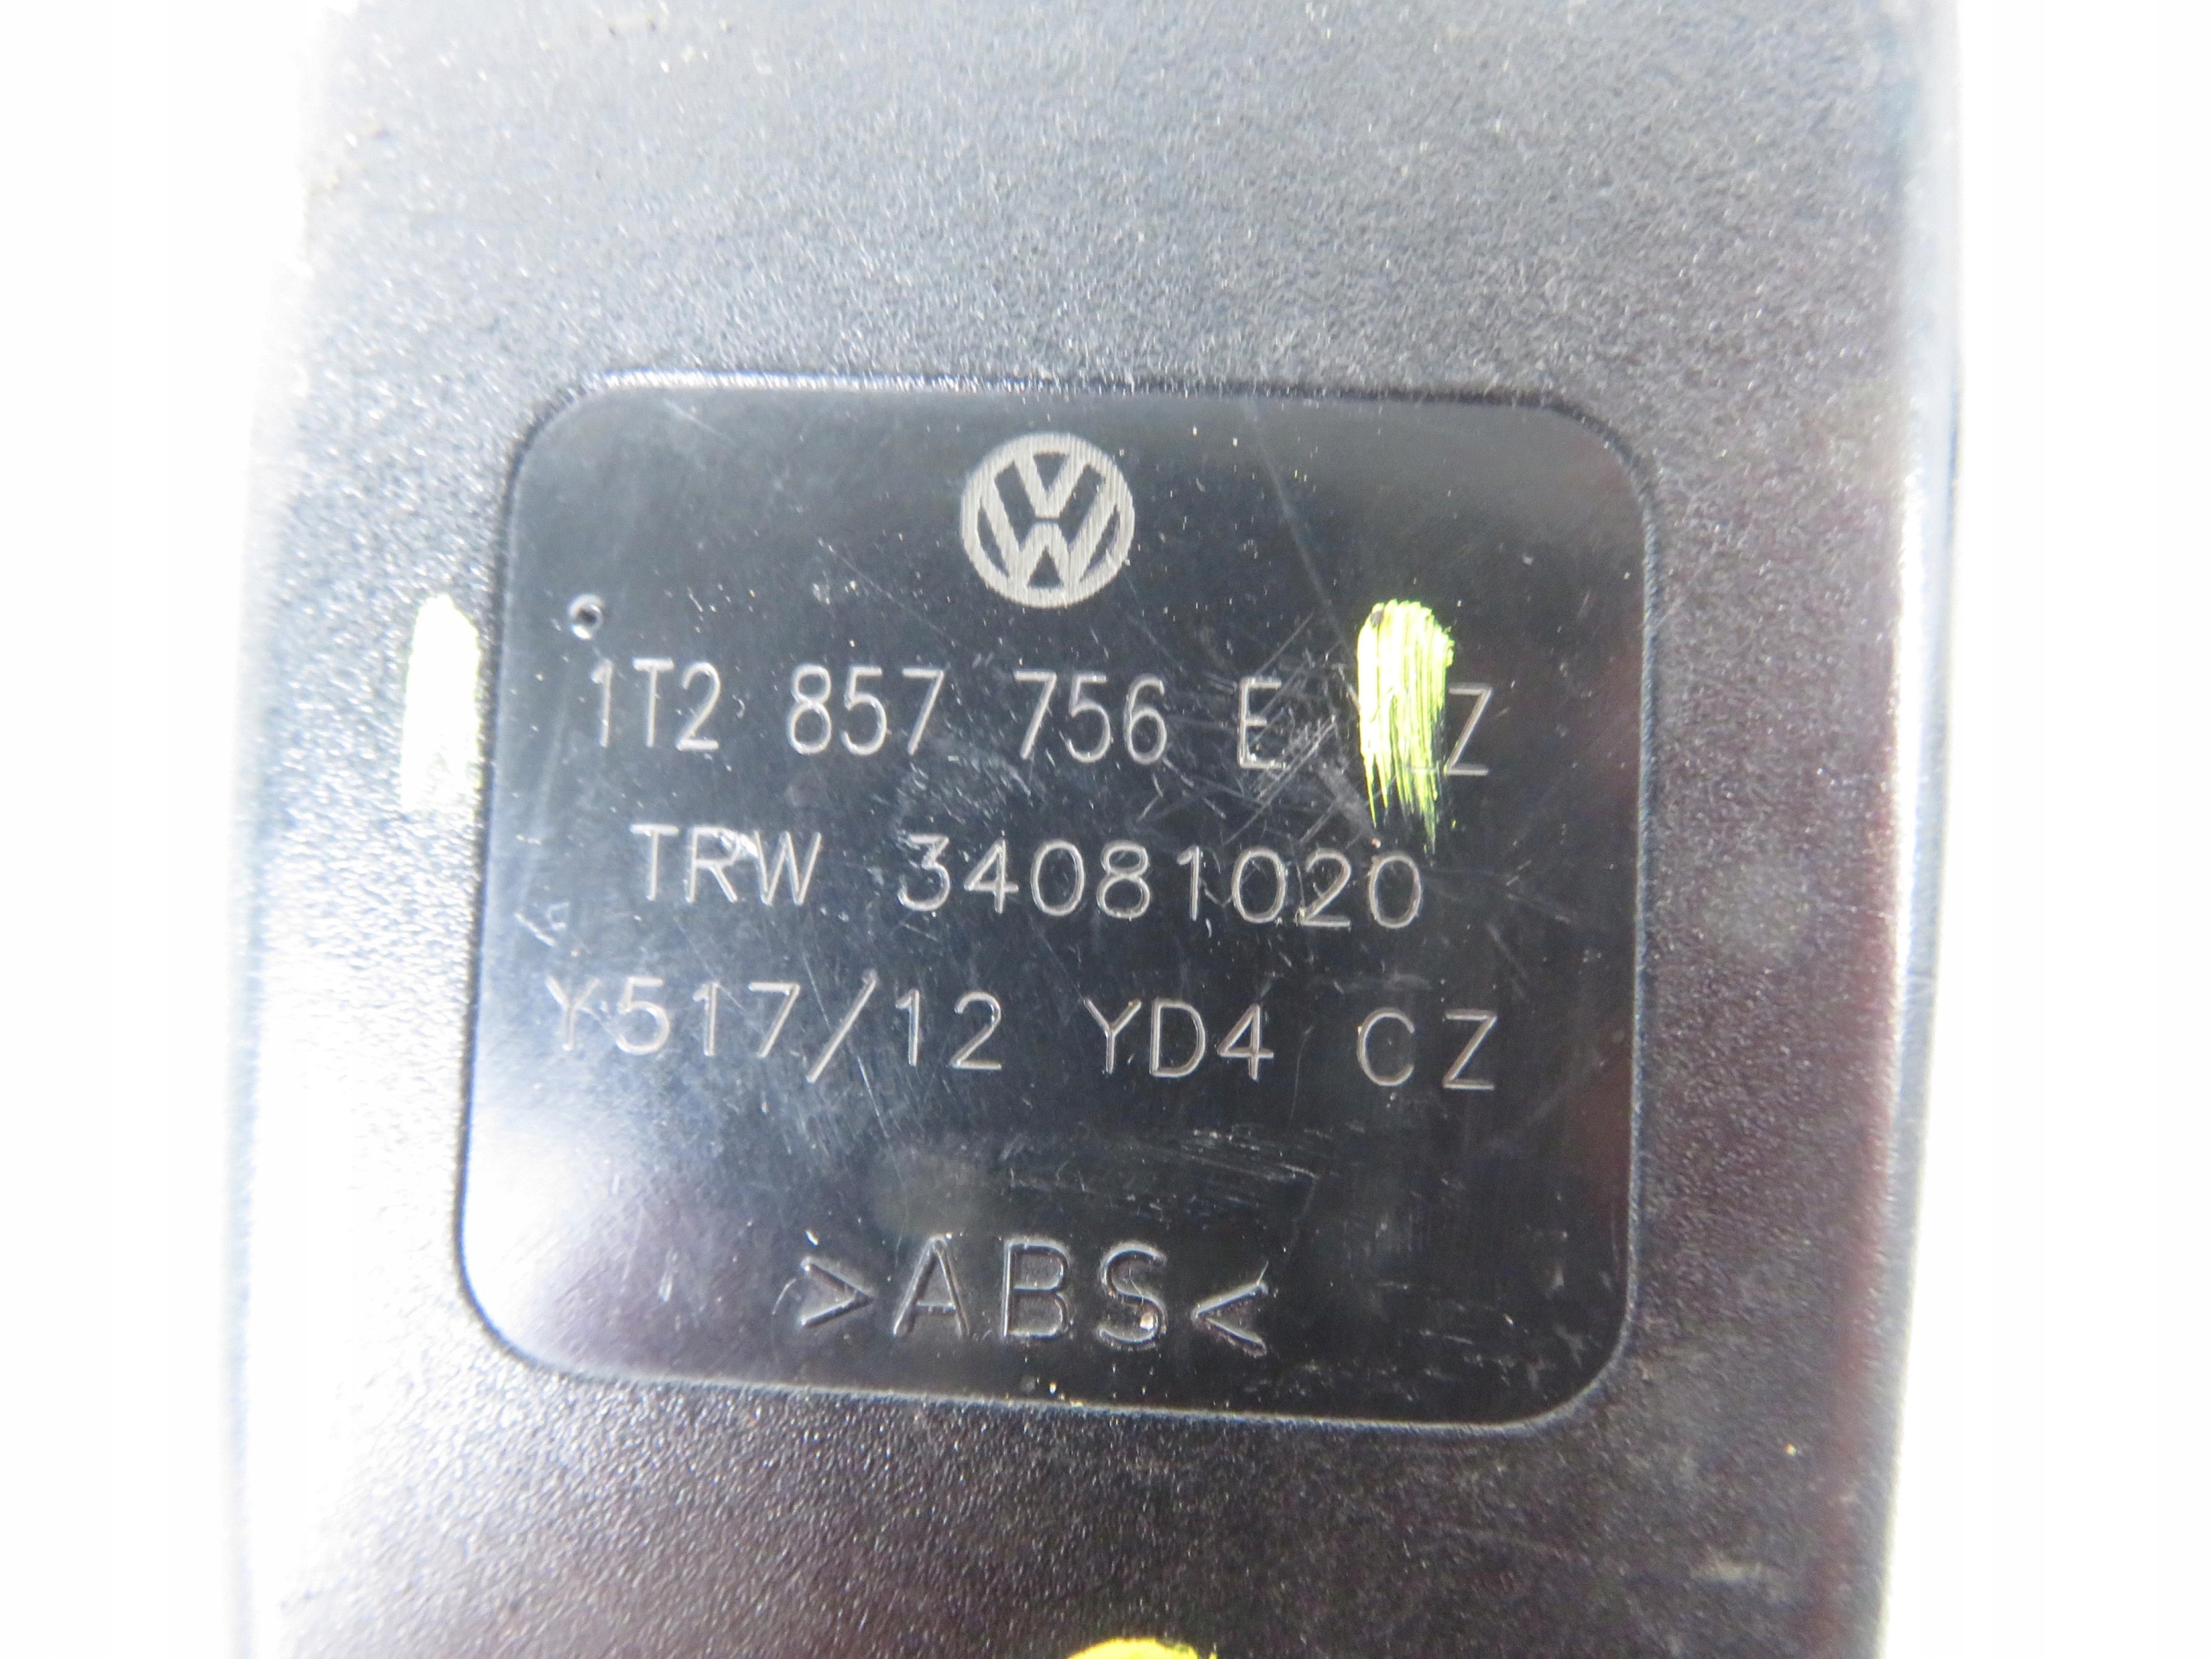 1T2 857 756 E
TRW 34081020
Y517/12 YD4 CZ
>ABS<